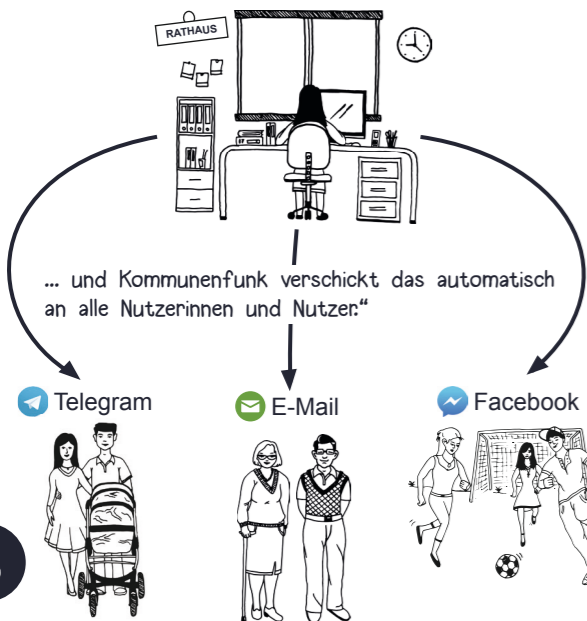 RATHAUS
... und Kommunenfunk verschickt das automatisch
an alle Nutzerinnen und Nutzer.“
Telegram
E-Mail
Facebook